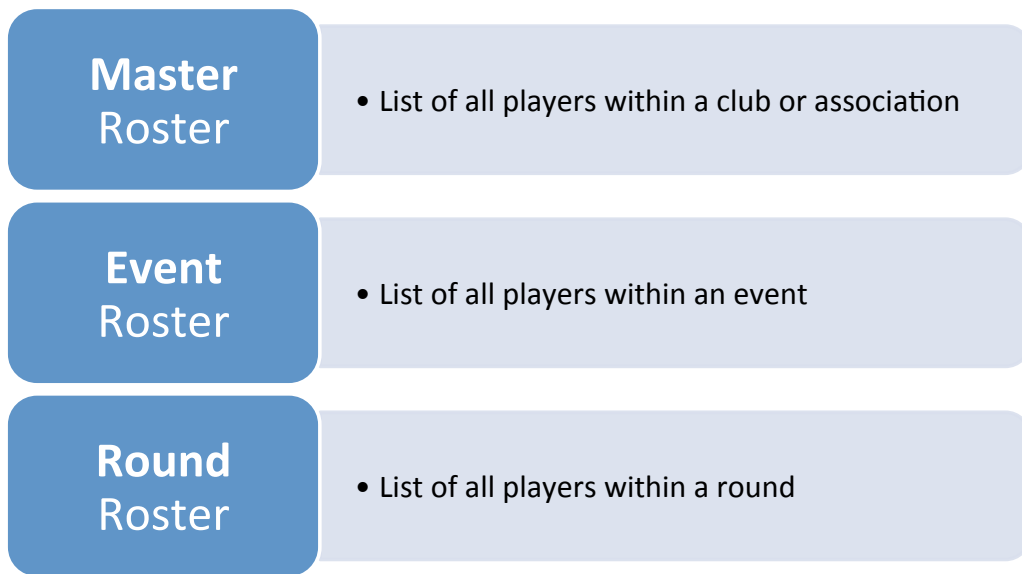 Master
Roster
• List of all players within a club or association
Event
Roster
• List of all players within an event
Round
Roster
• List of all players within a round